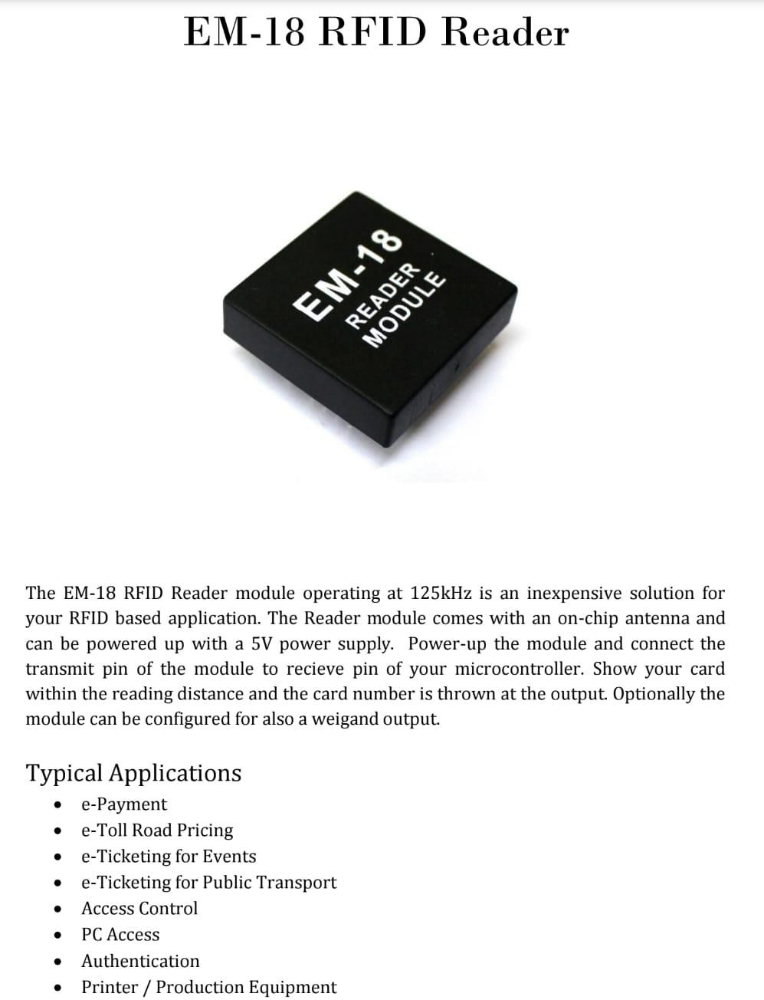 EM-18 RFID Reader
EM-18
READER
MODULE
The EM-18 RFID Reader module operating at 125kHz is an inexpensive solution for
your RFID based application. The Reader module comes with an on-chip antenna and
can be powered up with a 5V power supply. Power-up the module and connect the
transmit pin of the module to recieve pin of your microcontroller. Show your card
within the reading distance and the card number is thrown at the output. Optionally the
module can be configured for also a weigand output.
Typical Applications
• e-Payment
• e-Toll Road Pricing
• e-Ticketing for Events
• e-Ticketing for Public Transport
• Access Control
• PC Access
• Authentication
• Printer / Production Equipment